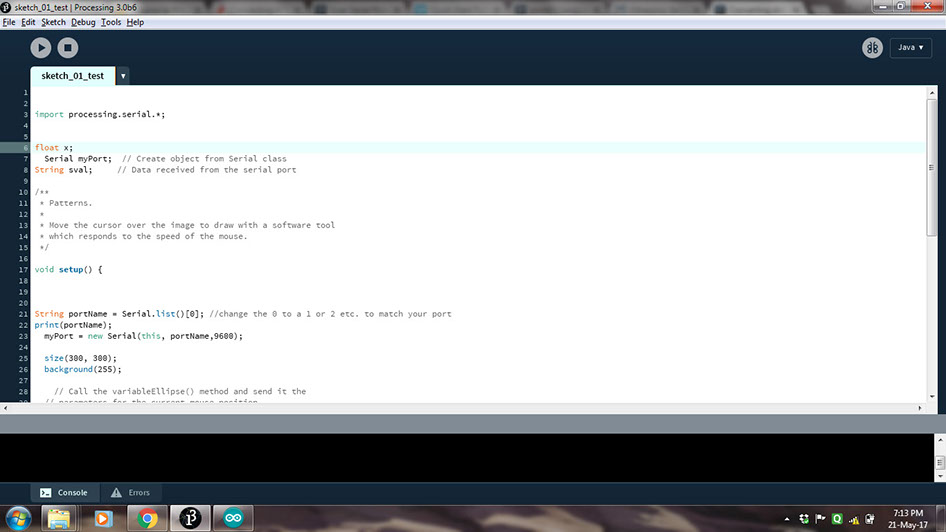 sketch_01_test | Processing 3.0b6
File Edit Sketch Debug Tools Help
Java ▾
sketch_01_test ▾
1
2
3 import processing.serial.*;
4
5
6 float x;
7 Serial myPort;  // Create object from Serial class
8 String sval;     // Data received from the serial port
9
10 /**
11 * Patterns.
12 *
13 * Move the cursor over the image to draw with a software tool
14 * which responds to the speed of the mouse.
15 */
16
17 void setup() {
18
19
20
21 String portName = Serial.list()[0]; //change the 0 to a 1 or 2 etc. to match your port
22 print(portName);
23 myPort = new Serial(this, portName,9600);
24
25 size(300, 300);
26 background(255);
27
28 // Call the variableEllipse() method and send it the
// parameters for the current mouse position
Console Errors
7:13 PM
21-May-17